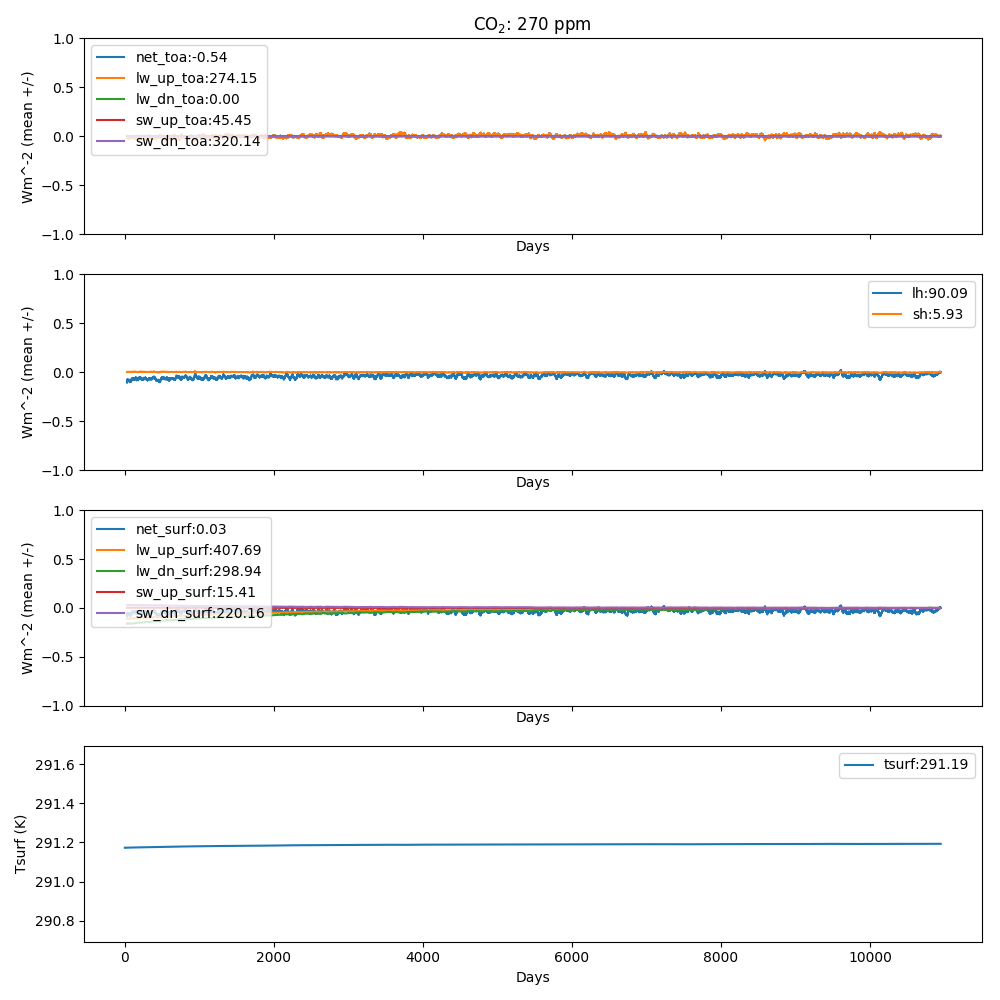 CO₂: 270 ppm
1.0
0.5
0.0
−0.5
−1.0
Wm^-2 (mean +/-)
net_toa:-0.54
lw_up_toa:274.15
lw_dn_toa:0.00
sw_up_toa:45.45
sw_dn_toa:320.14
Days
1.0
0.5
0.0
−0.5
−1.0
Wm^-2 (mean +/-)
lh:90.09
sh:5.93
Days
1.0
0.5
0.0
−0.5
−1.0
Wm^-2 (mean +/-)
net_surf:0.03
lw_up_surf:407.69
lw_dn_surf:298.94
sw_up_surf:15.41
sw_dn_surf:220.16
Days
291.6
291.4
291.2
291.0
290.8
Tsurf (K)
tsurf:291.19
0 2000 4000 6000 8000 10000
Days